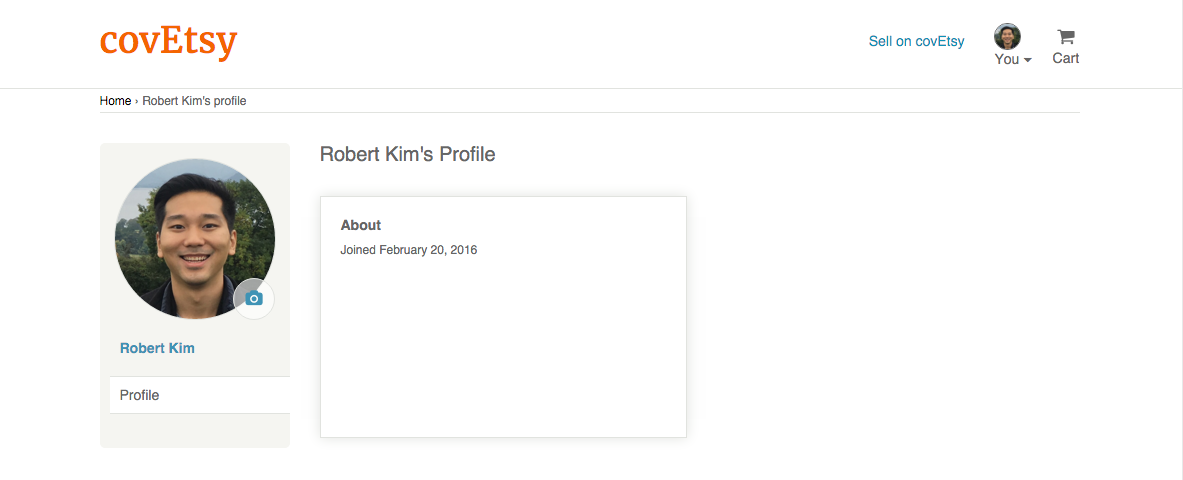 covEtsy
Sell on covEtsy
You
Cart
Home › Robert Kim's profile
Robert Kim's Profile
About
Joined February 20, 2016
Robert Kim
Profile